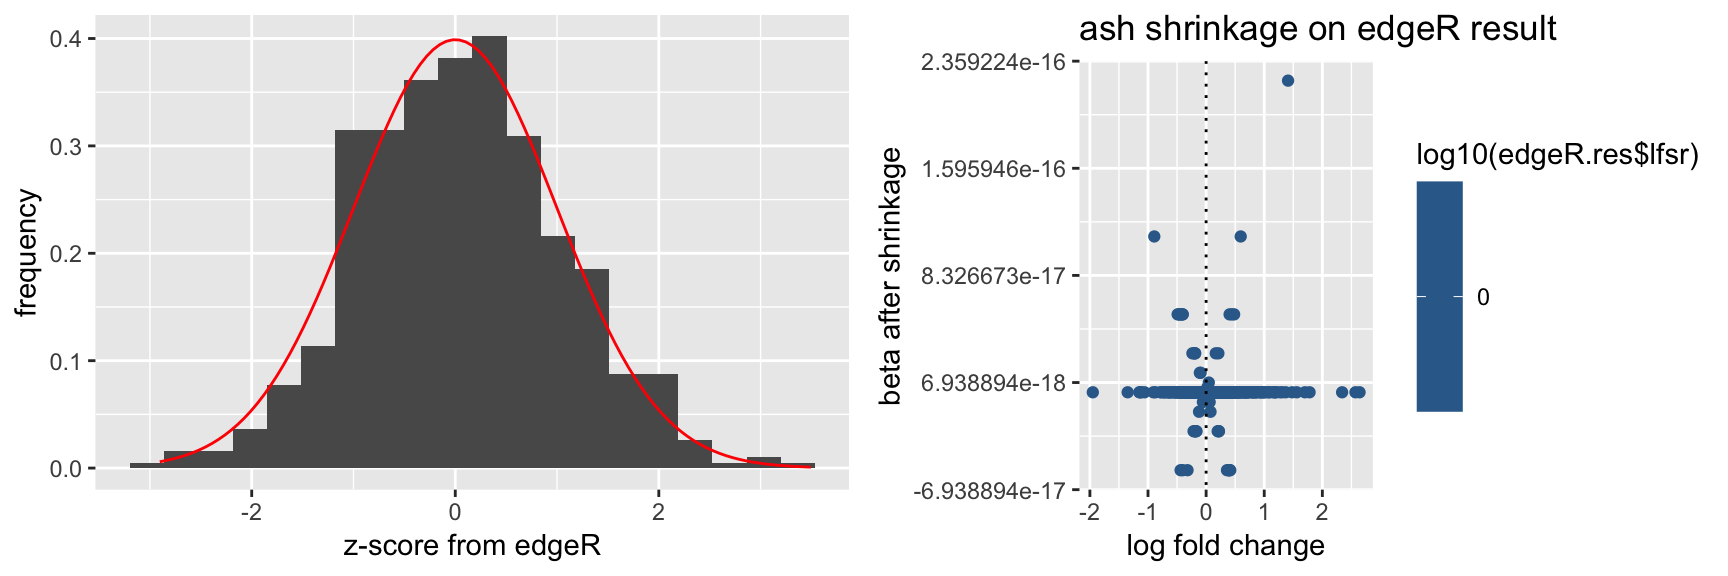 0.4
0.3
0.2
0.1
0.0
frequency
-2
0
2
z-score from edgeR
ash shrinkage on edgeR result
2.359224e-16
1.595946e-16
8.326673e-17
6.938894e-18
-6.938894e-17
beta after shrinkage
-2
-1
0
1
2
log fold change
log10(edgeR.res$lfsr)
0